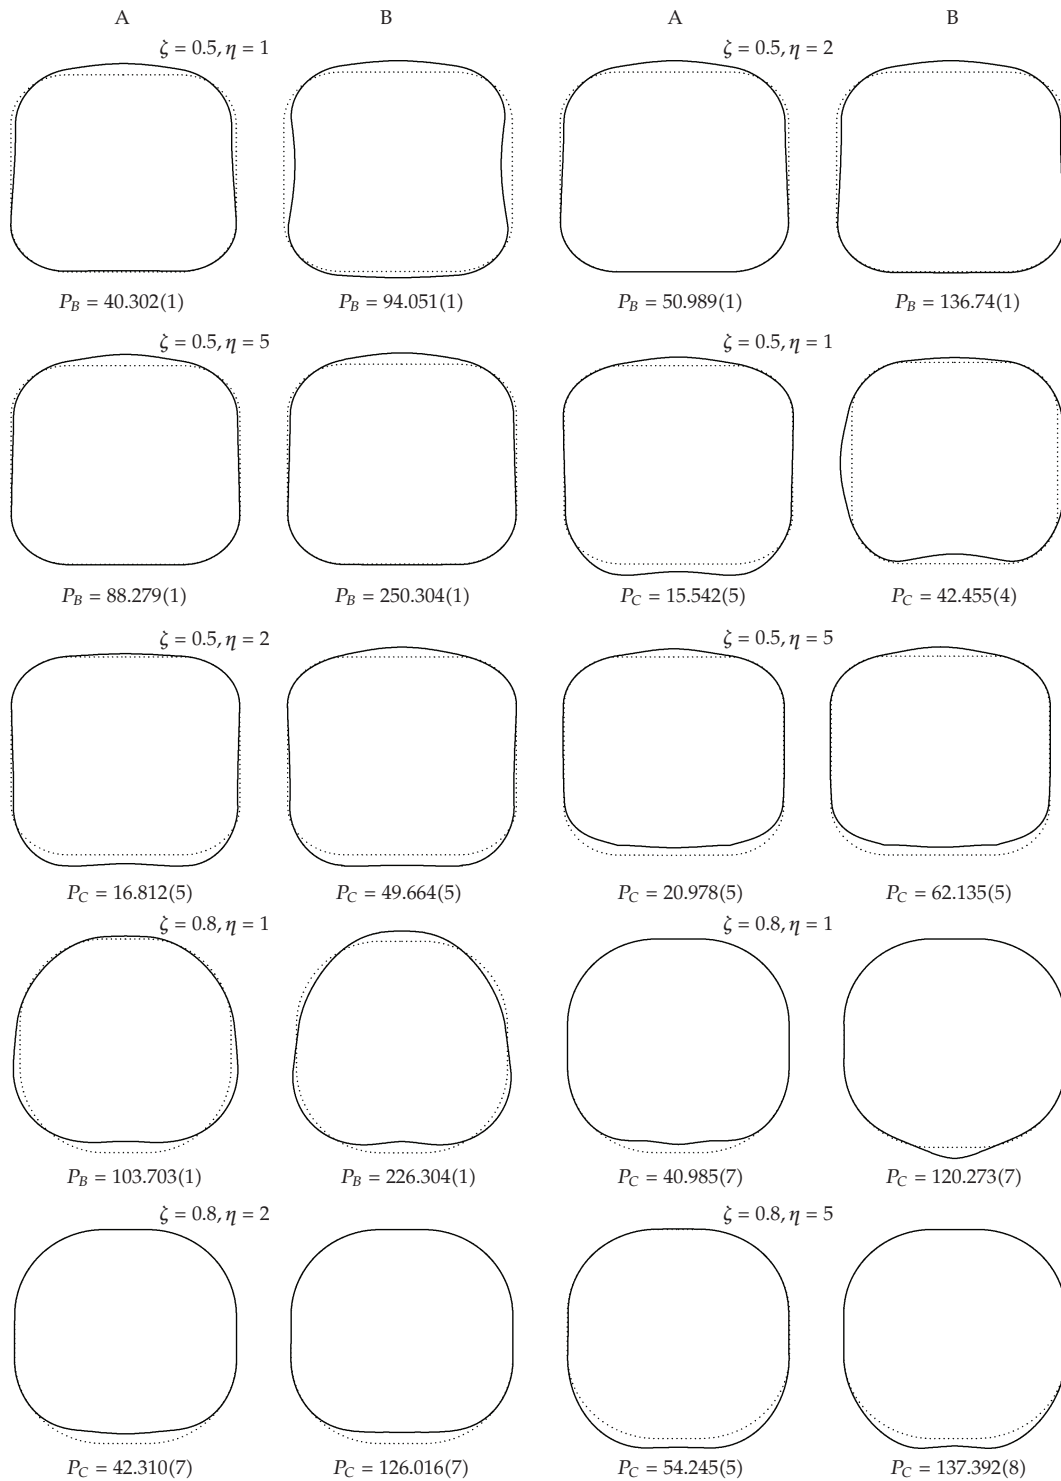 A B A B
ζ = 0.5, η = 1 ζ = 0.5, η = 2
P_B = 40.302(1) P_B = 94.051(1) P_B = 50.989(1) P_B = 136.74(1)
ζ = 0.5, η = 5 ζ = 0.5, η = 1
P_B = 88.279(1) P_B = 250.304(1) P_C = 15.542(5) P_C = 42.455(4)
ζ = 0.5, η = 2 ζ = 0.5, η = 5
P_C = 16.812(5) P_C = 49.664(5) P_C = 20.978(5) P_C = 62.135(5)
ζ = 0.8, η = 1 ζ = 0.8, η = 1
P_B = 103.703(1) P_B = 226.304(1) P_C = 40.985(7) P_C = 120.273(7)
ζ = 0.8, η = 2 ζ = 0.8, η = 5
P_C = 42.310(7) P_C = 126.016(7) P_C = 54.245(5) P_C = 137.392(8)